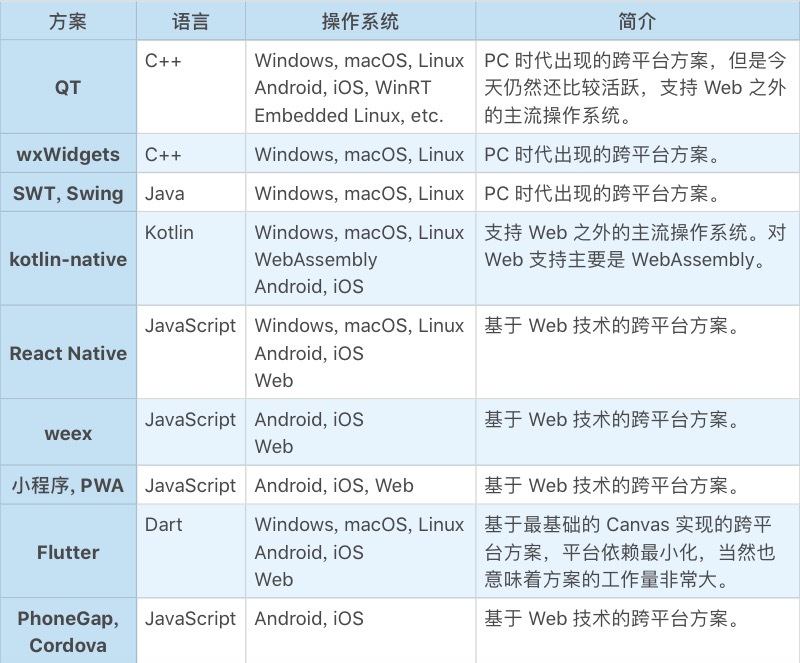 方案 语言 操作系统 简介
QT C++ Windows, macOS, Linux PC 时代出现的跨平台方案，但是今
Android, iOS, WinRT 天仍然还比较活跃，支持 Web 之外
Embedded Linux, etc. 的主流操作系统。
wxWidgets C++ Windows, macOS, Linux PC 时代出现的跨平台方案。
SWT, Swing Java Windows, macOS, Linux PC 时代出现的跨平台方案。
kotlin-native Kotlin Windows, macOS, Linux 支持 Web 之外的主流操作系统。对
WebAssembly Web 支持主要是 WebAssembly。
Android, iOS
React Native JavaScript Windows, macOS, Linux 基于 Web 技术的跨平台方案。
Android, iOS
Web
weex JavaScript Android, iOS 基于 Web 技术的跨平台方案。
Web
小程序, PWA JavaScript Android, iOS, Web 基于 Web 技术的跨平台方案。
Flutter Dart Windows, macOS, Linux 基于最基础的 Canvas 实现的跨平
Android, iOS 台方案，平台依赖最小化，当然也
Web 意味着方案的工作量非常大。
PhoneGap, JavaScript Android, iOS 基于 Web 技术的跨平台方案。
Cordova